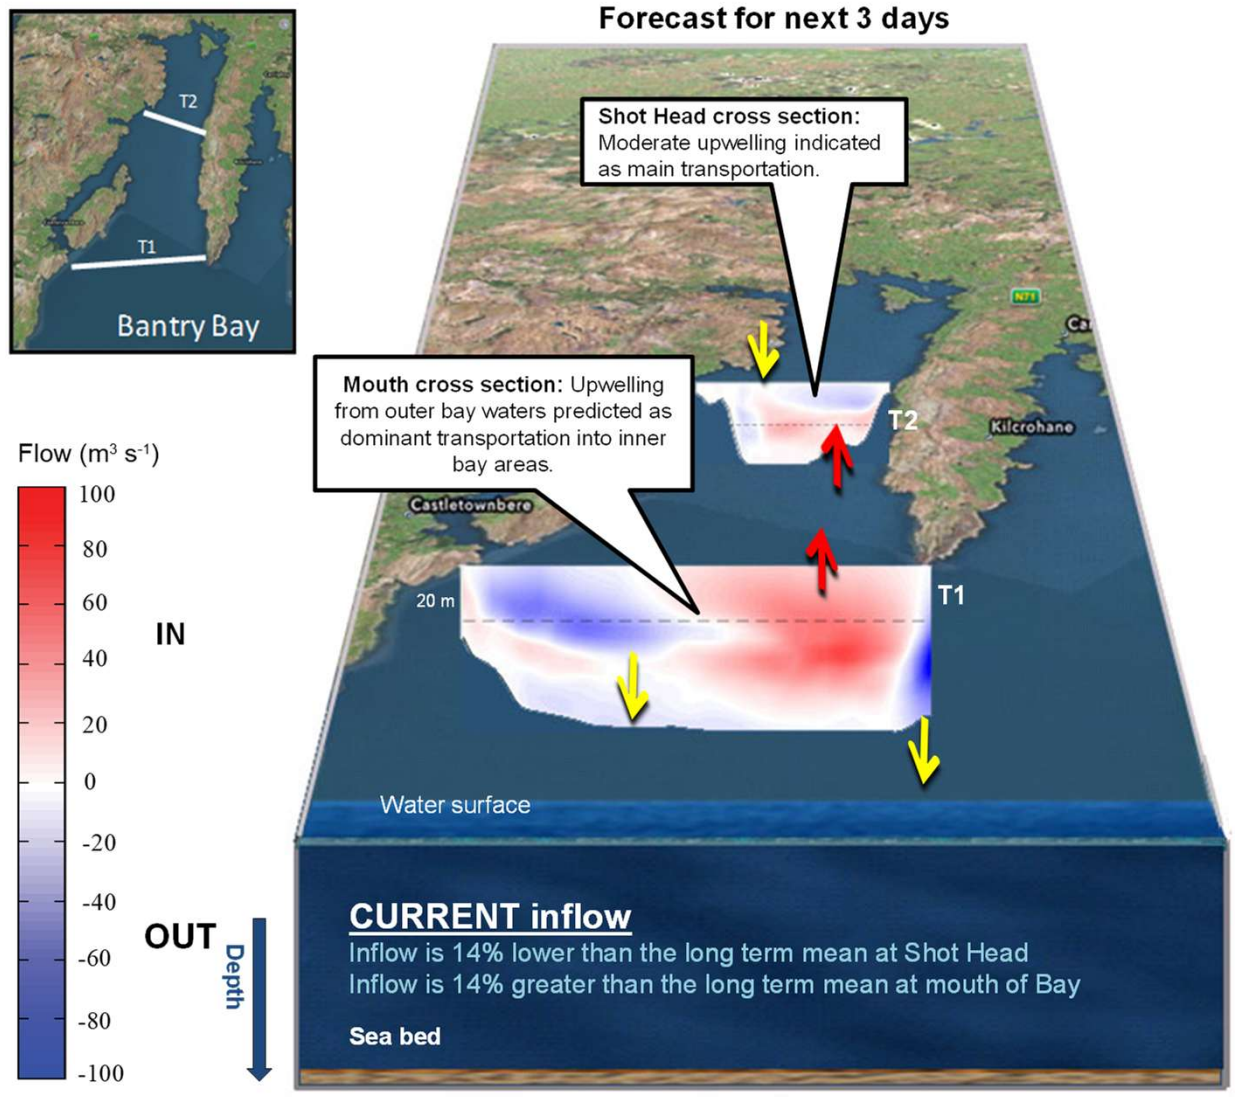 Forecast for next 3 days
T2
T1
Bantry Bay
Shot Head cross section:
Moderate upwelling indicated
as main transportation.
N71
Mouth cross section: Upwelling
from outer bay waters predicted as
dominant transportation into inner
bay areas.
T2
Kilcrohane
Castletownbere
20 m
T1
Flow (m³ s⁻¹)
100
80
60
40
20
0
-20
-40
-60
-80
-100
IN
OUT
Depth
Water surface
CURRENT inflow
Inflow is 14% lower than the long term mean at Shot Head
Inflow is 14% greater than the long term mean at mouth of Bay
Sea bed